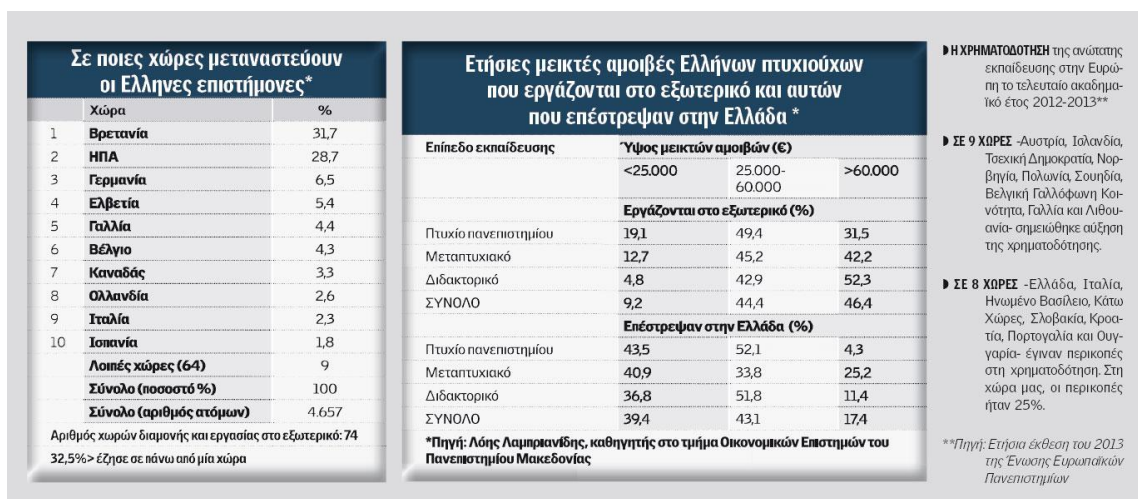 Σε ποιες χώρες μεταναστεύουν
οι Ελληνες επιστήμονες*
Χώρα %
1 Βρετανία 31,7
2 ΗΠΑ 28,7
3 Γερμανία 6,5
4 Ελβετία 5,4
5 Γαλλία 4,4
6 Βέλγιο 4,3
7 Καναδάς 3,3
8 Ολλανδία 2,6
9 Ιταλία 2,3
10 Ισπανία 1,8
Λοιπές χώρες (64) 9
Σύνολο (ποσοστό %) 100
Σύνολο (αριθμός ατόμων) 4.657
Αριθμός χωρών διαμονής και εργασίας στο εξωτερικό: 74
32,5%> έζησε σε πάνω από μία χώρα
Ετήσιες μεικτές αμοιβές Ελλήνων πτυχιούχων
που εργάζονται στο εξωτερικό και αυτών
που επέστρεψαν στην Ελλάδα *
Επίπεδο εκπαίδευσης Ύψος μεικτών αμοιβών (€)
<25.000 25.000- >60.000
60.000
Εργάζονται στο εξωτερικό (%)
Πτυχίο πανεπιστημίου 19,1 49,4 31,5
Μεταπτυχιακό 12,7 45,2 42,2
Διδακτορικό 4,8 42,9 52,3
ΣΥΝΟΛΟ 9,2 44,4 46,4
Επέστρεψαν στην Ελλάδα (%)
Πτυχίο πανεπιστημίου 43,5 52,1 4,3
Μεταπτυχιακό 40,9 33,8 25,2
Διδακτορικό 36,8 51,8 11,4
ΣΥΝΟΛΟ 39,4 43,1 17,4
*Πηγή: Λόης Λαμπριανίδης, καθηγητής στο τμήμα Οικονομικών Επιστημών του
Πανεπιστημίου Μακεδονίας
Η ΧΡΗΜΑΤΟΔΟΤΗΣΗ της ανώτατης
εκπαίδευσης στην Ευρώ-
πη το τελευταίο ακαδημα-
ϊκό έτος 2012-2013**
ΣΕ 9 ΧΩΡΕΣ -Αυστρία, Ισλανδία,
Τσεχική Δημοκρατία, Νορ-
βηγία, Πολωνία, Σουηδία,
Βελγική Γαλλόφωνη Κοι-
νότητα, Γαλλία και Λιθου-
ανία- σημειώθηκε αύξηση
της χρηματοδότησης.
ΣΕ 8 ΧΩΡΕΣ -Ελλάδα, Ιταλία,
Ηνωμένο Βασίλειο, Κάτω
Χώρες, Σλοβακία, Κροα-
τία, Πορτογαλία και Ουγ-
γαρία- έγιναν περικοπές
στη χρηματοδότηση. Στη
χώρα μας, οι περικοπές
ήταν 25%.
**Πηγή: Ετήσια έκθεση του 2013
της Ένωσης Ευρωπαϊκών
Πανεπιστημίων